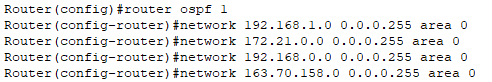 Router(config)#router ospf 1
Router(config-router)#network 192.168.1.0 0.0.0.255 area 0
Router(config-router)#network 172.21.0.0 0.0.0.255 area 0
Router(config-router)#network 192.168.0.0 0.0.0.255 area 0
Router(config-router)#network 163.70.158.0 0.0.0.255 area 0